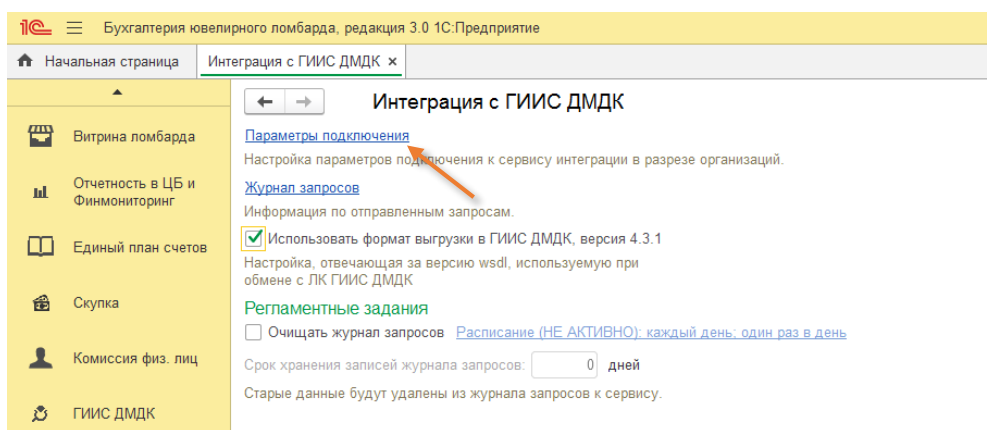 1С Бухгалтерия ювелирного ломбарда, редакция 3.0 1С:Предприятие
Начальная страница Интеграция с ГИИС ДМДК ×
Интеграция с ГИИС ДМДК
Витрина ломбарда
Отчетность в ЦБ и
Финмониторинг
Единый план счетов
Скупка
Комиссия физ. лиц
ГИИС ДМДК
Параметры подключения
Настройка параметров подключения к сервису интеграции в разрезе организаций.
Журнал запросов
Информация по отправленным запросам.
Использовать формат выгрузки в ГИИС ДМДК, версия 4.3.1
Настройка, отвечающая за версию wsdl, используемую при
обмене с ЛК ГИИС ДМДК
Регламентные задания
Очищать журнал запросов Расписание (НЕ АКТИВНО): каждый день; один раз в день
Срок хранения записей журнала запросов: 0 дней
Старые данные будут удалены из журнала запросов к сервису.